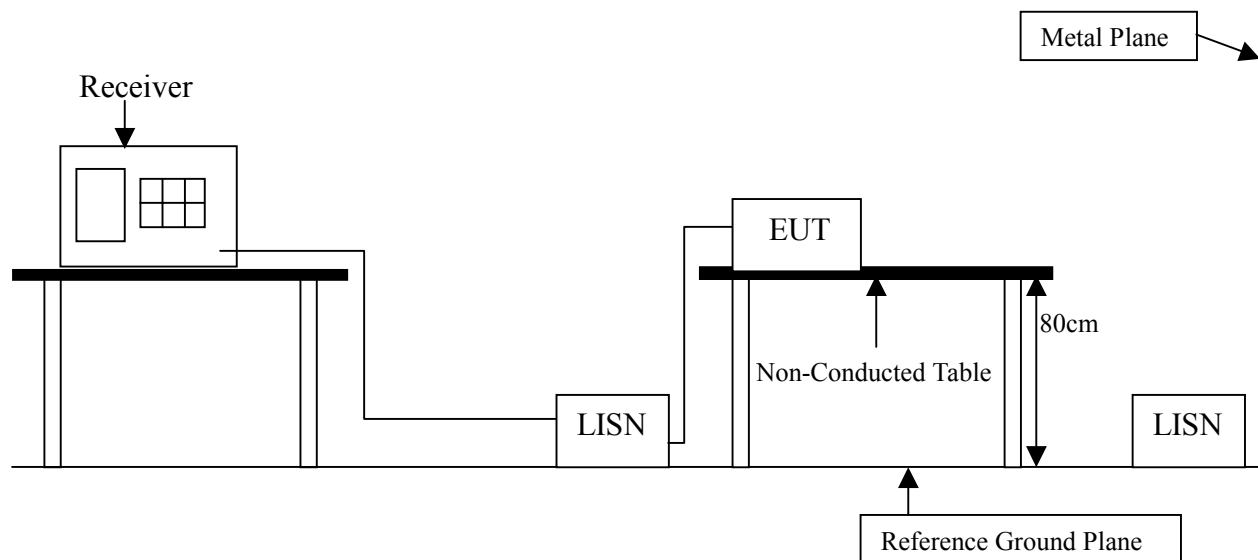 Metal Plane
Receiver
EUT
80cm
Non-Conducted Table
LISN
LISN
Reference Ground Plane